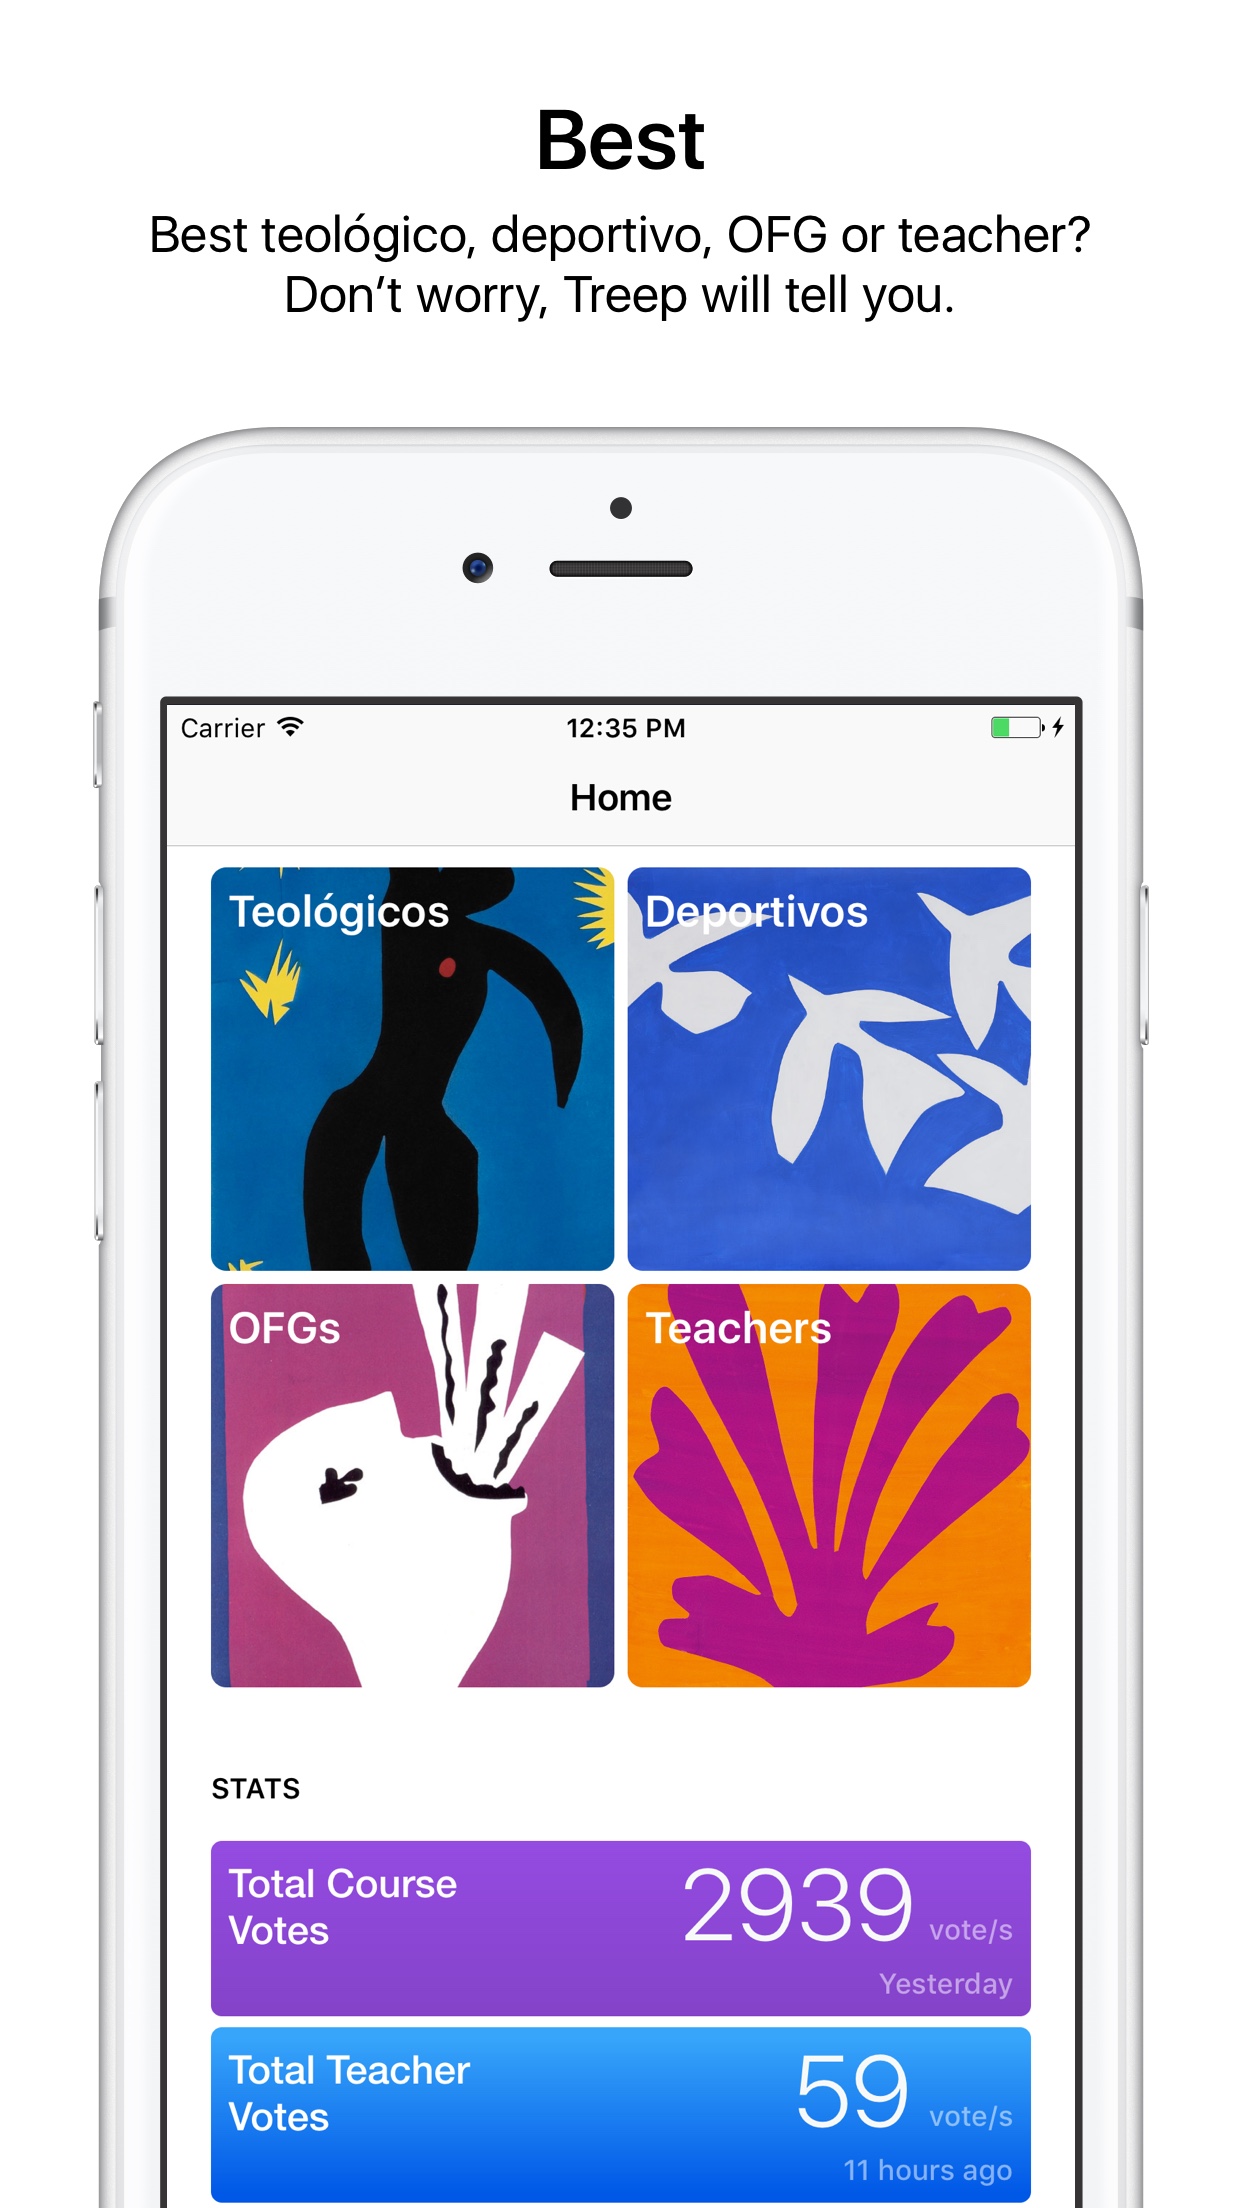 Best
Best teológico, deportivo, OFG or teacher?
Don’t worry, Treep will tell you.
Carrier 12:35 PM
Home
Teológicos
Deportivos
OFGs
Teachers
STATS
Total Course
Votes
2939 vote/s
Yesterday
Total Teacher
Votes
59 vote/s
11 hours ago